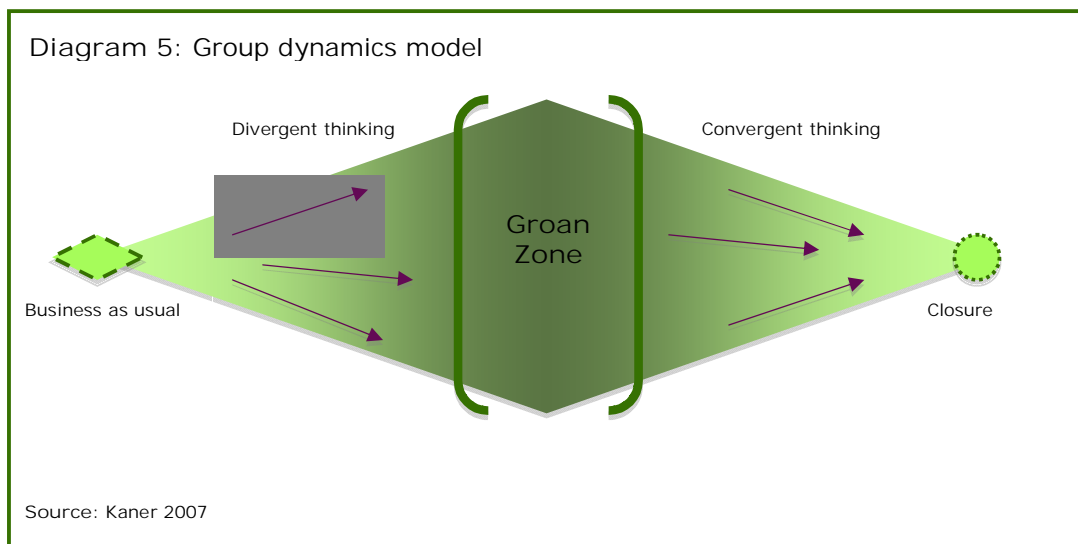 Diagram 5: Group dynamics model
Divergent thinking
Convergent thinking
Groan
Zone
Business as usual
Closure
Source: Kaner 2007